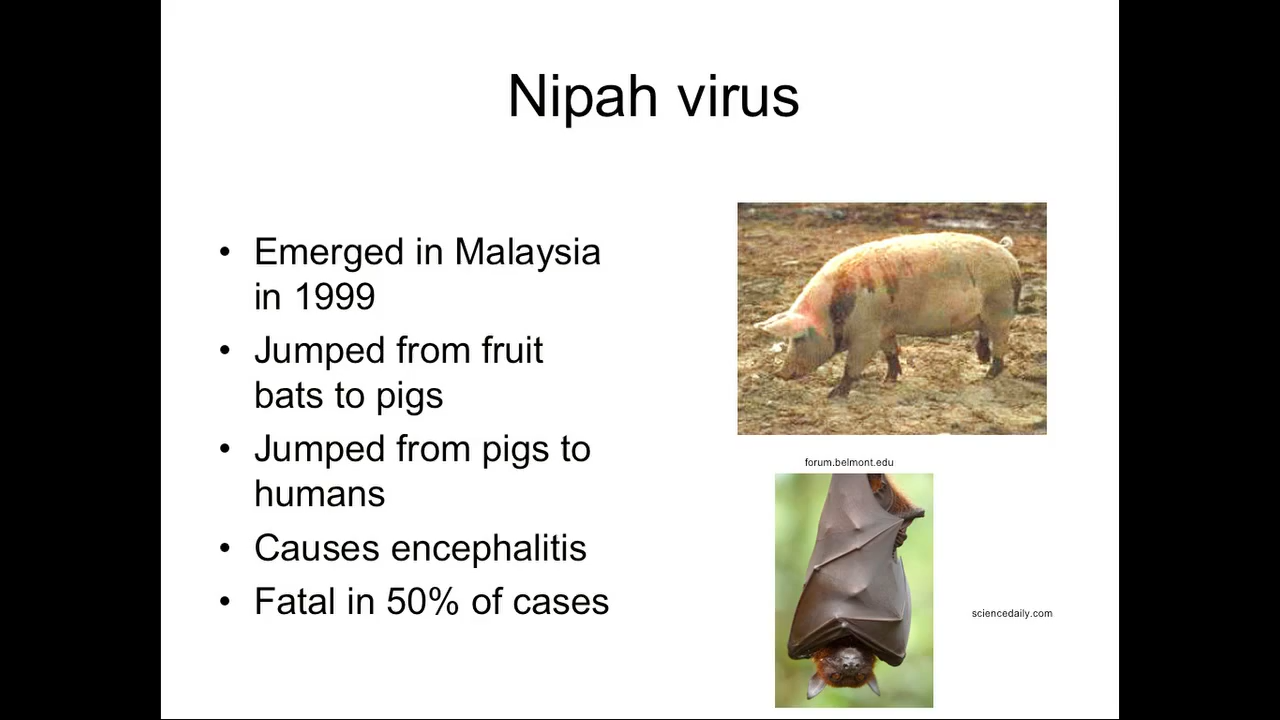 Nipah virus
• Emerged in Malaysia
in 1999
• Jumped from fruit
bats to pigs
• Jumped from pigs to
humans
• Causes encephalitis
• Fatal in 50% of cases
forum.belmont.edu
sciencedaily.com